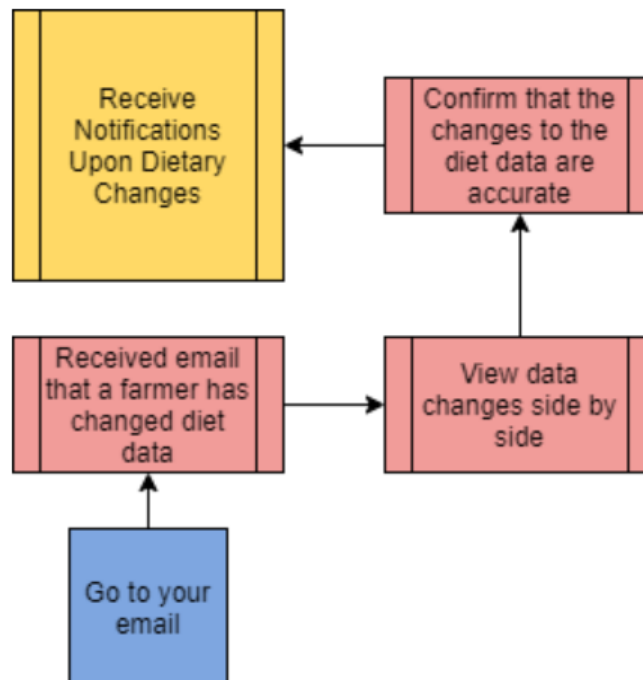 Receive
Notifications
Upon Dietary
Changes
Confirm that the
changes to the
diet data are
accurate
Received email
that a farmer has
changed diet
data
View data
changes side by
side
Go to your
email